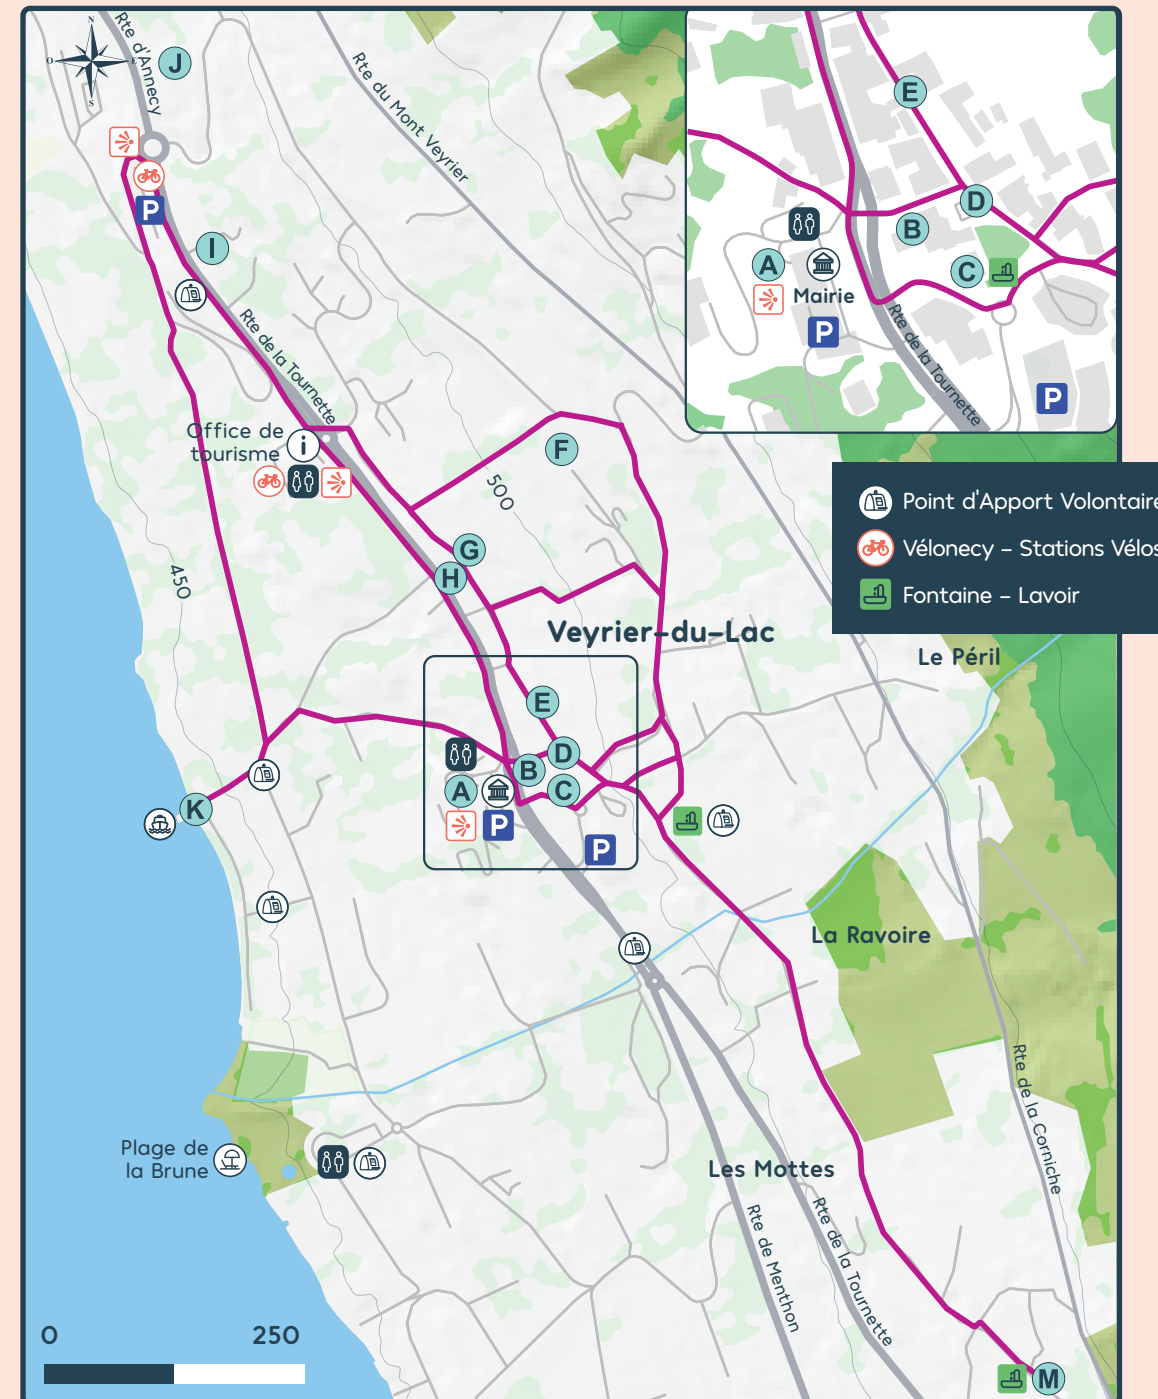 N
O
E
S
Rte d'Annecy
J
Rte du Mont Veyrier
P
I
Rte de la Tournette
Office de
tourisme
i
F
500
G
H
450
Veyrier-du-Lac
E
D
B
C
A
P
P
K
E
D
B
A
C
Mairie
P
Rte de la Tournette
P
Point d'Apport Volontaire
Vélonecy - Stations Vélos
Fontaine - Lavoir
Le Péril
La Ravoire
Rte de la Corniche
Plage de
la Brune
Les Mottes
Rte de Menthon
Rte de la Tournette
0
250
M